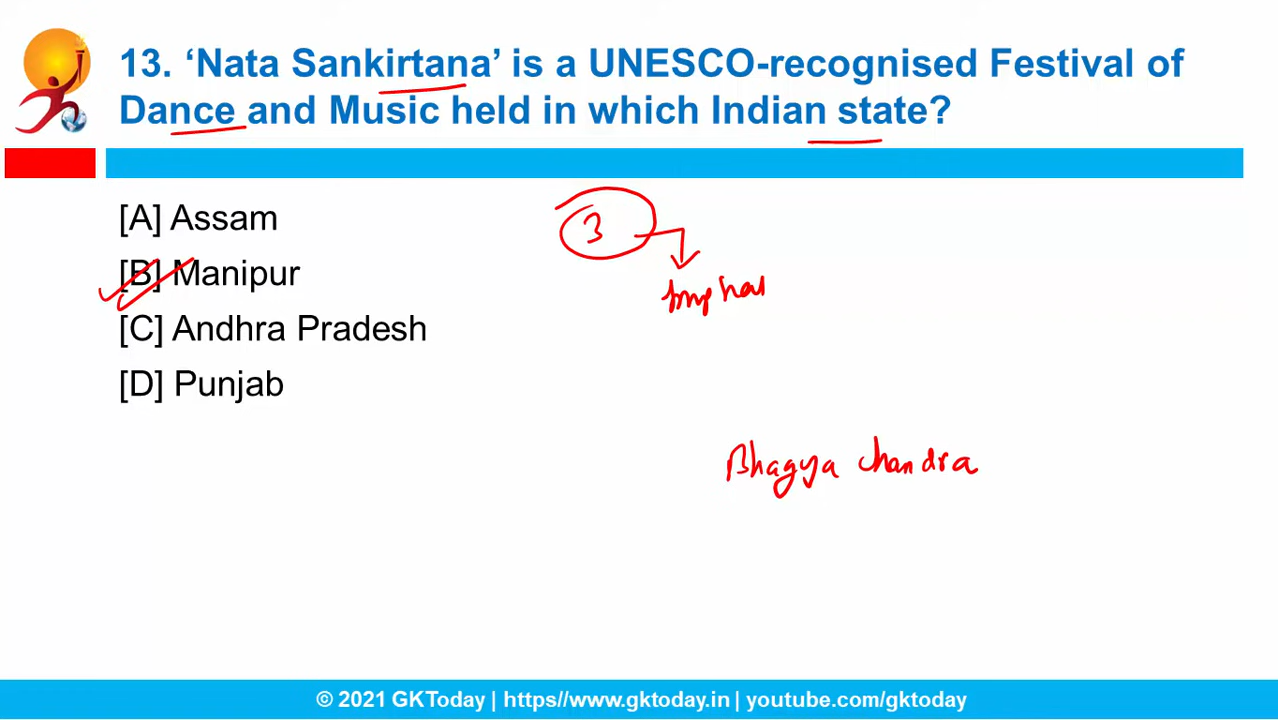 13. ‘Nata Sankirtana’ is a UNESCO-recognised Festival of
Dance and Music held in which Indian state?
[A] Assam
[B] Manipur
[C] Andhra Pradesh
[D] Punjab
3
Imphal
Bhagya chandra
© 2021 GKToday | https//www.gktoday.in | youtube.com/gktoday